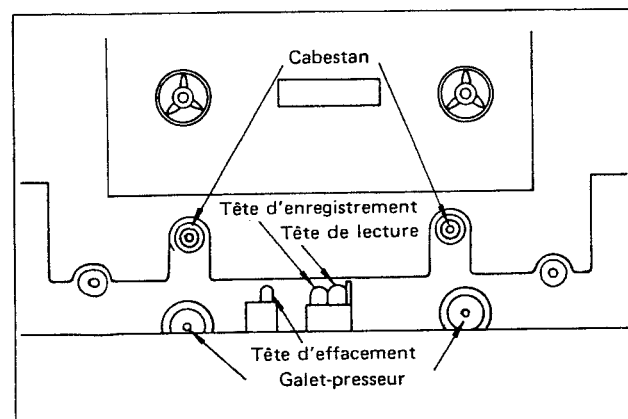 Cabestan
Tête d'enregistrement
Tête de lecture
Tête d'effacement
Galet-presseur